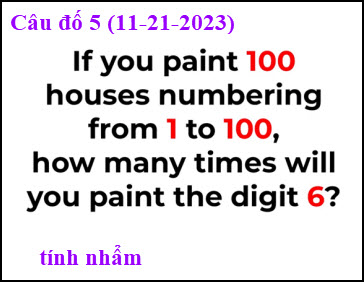 Câu đố 5 (11-21-2023)
If you paint 100
houses numbering
from 1 to 100,
how many times will
you paint the digit 6?
tính nhẩm